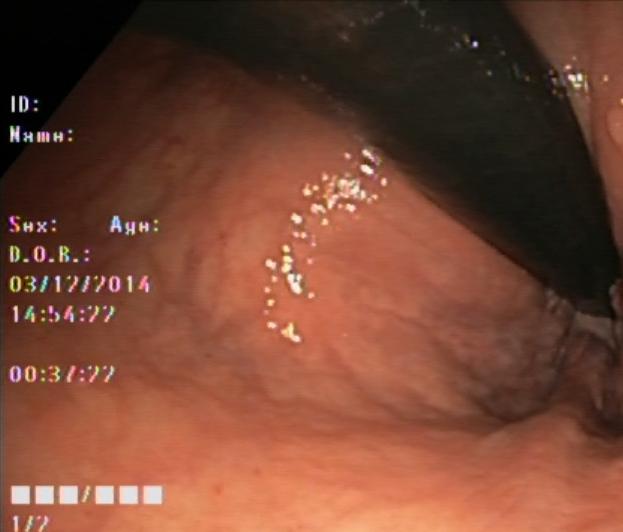 ID:
Name:
Sex: Age:
D.O.B.:
03/12/2014
14:54:22
00:37:22
■■■/■■■
1/2